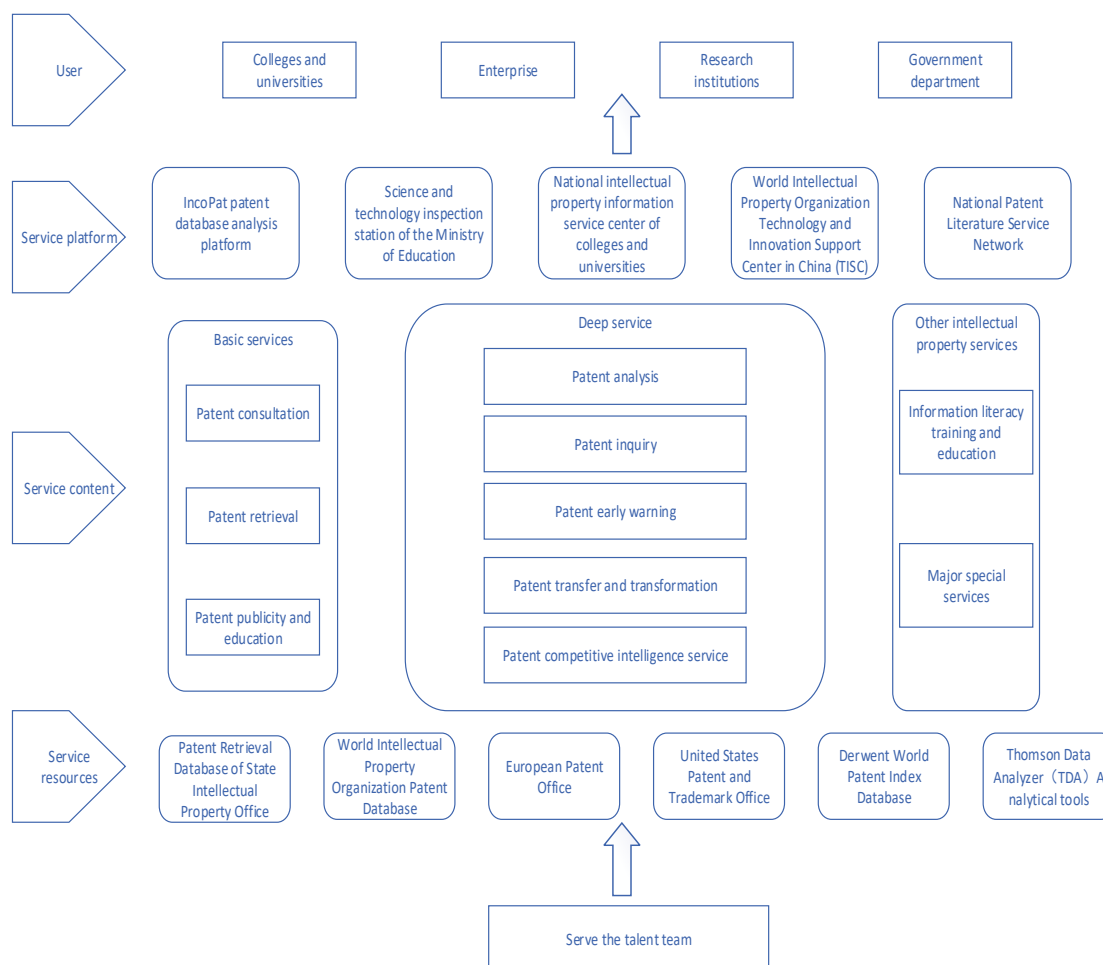 User
Colleges and
universities
Enterprise
Research
institutions
Government
department
Service platform
IncoPat patent
database analysis
platform
Science and
technology inspection
station of the Ministry
of Education
National intellectual
property information
service center of
colleges and
universities
World Intellectual
Property Organization
Technology and
Innovation Support
Center in China (TISC)
National Patent
Literature Service
Network
Service content
Basic services
Patent consultation
Patent retrieval
Patent publicity and
education
Deep service
Patent analysis
Patent inquiry
Patent early warning
Patent transfer and transformation
Patent competitive intelligence service
Other intellectual
property services
Information literacy
training and
education
Major special
services
Service
resources
Patent Retrieval
Database of State
Intellectual
Property Office
World Intellectual
Property
Organization Patent
Database
European Patent
Office
United States
Patent and
Trademark Office
Derwent World
Patent Index
Database
Thomson Data
Analyzer（TDA）A
nalytical tools
Serve the talent team